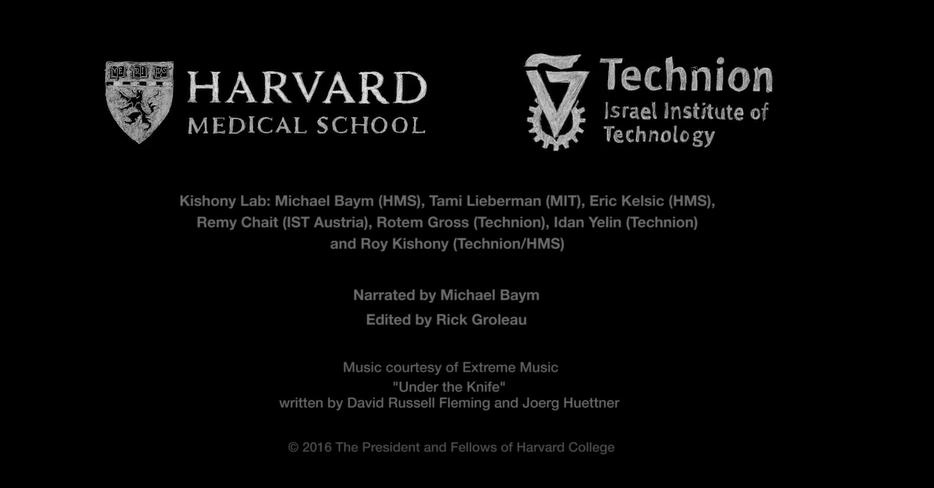 HARVARD
MEDICAL SCHOOL
Technion
Israel Institute of
Technology
Kishony Lab: Michael Baym (HMS), Tami Lieberman (MIT), Eric Kelsic (HMS),
Remy Chait (IST Austria), Rotem Gross (Technion), Idan Yelin (Technion)
and Roy Kishony (Technion/HMS)
Narrated by Michael Baym
Edited by Rick Groleau
Music courtesy of Extreme Music
"Under the Knife"
written by David Russell Fleming and Joerg Huettner
© 2016 The President and Fellows of Harvard College